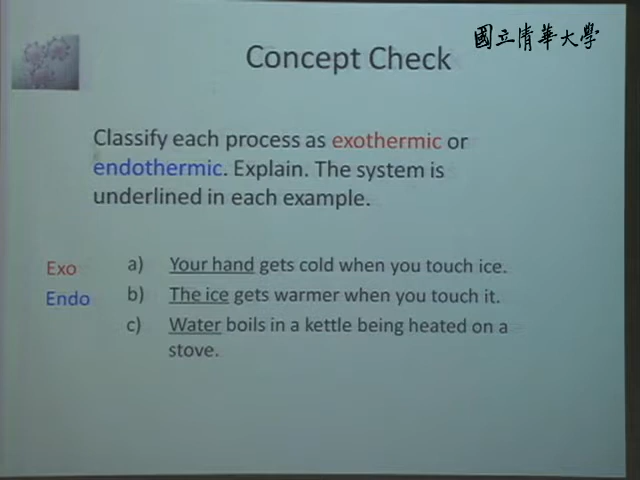 國立清華大學
Concept Check
Classify each process as exothermic or
endothermic. Explain. The system is
underlined in each example.
Exo a) Your hand gets cold when you touch ice.
Endo b) The ice gets warmer when you touch it.
c) Water boils in a kettle being heated on a
stove.